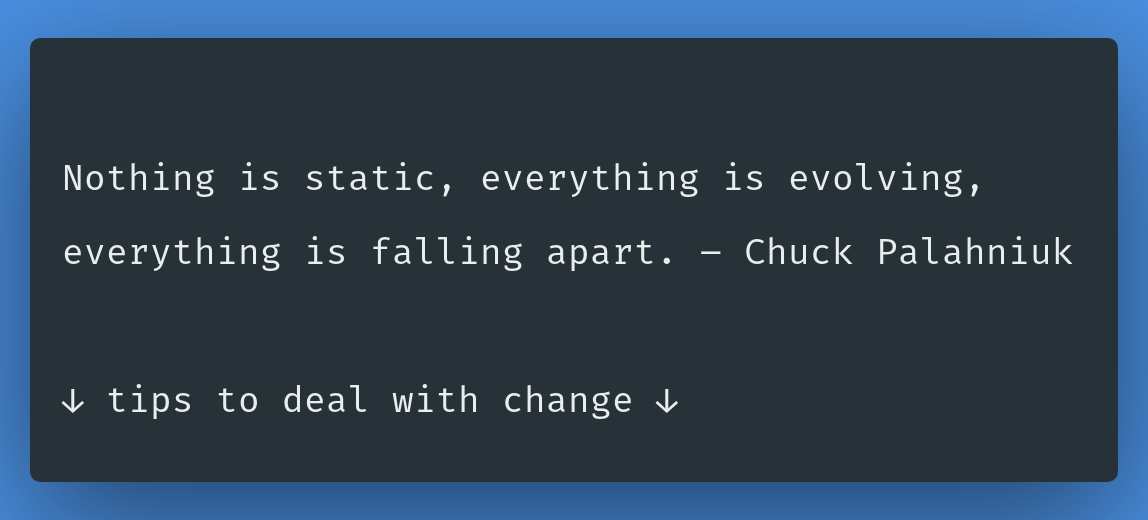 Nothing is static, everything is evolving,
everything is falling apart. — Chuck Palahniuk
↓ tips to deal with change ↓